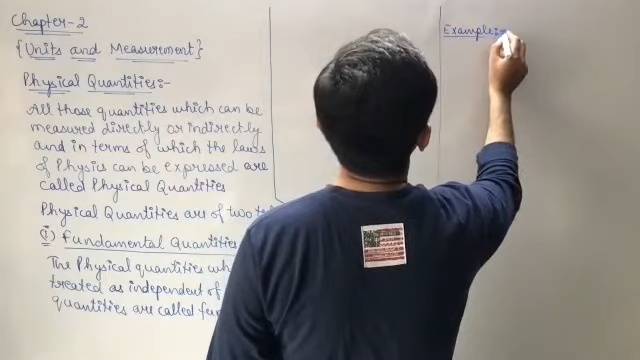 Chapter-2
{Units and Measurement}
Physical Quantities:-
All those quantities which can be
measured directly or indirectly
and in terms of which the laws
of Physics can be expressed are
called Physical Quantities
Physical Quantities are of two
(1) Fundamental Quantities
The Physical quantities
treated as independent of
quantities are called
Example:-